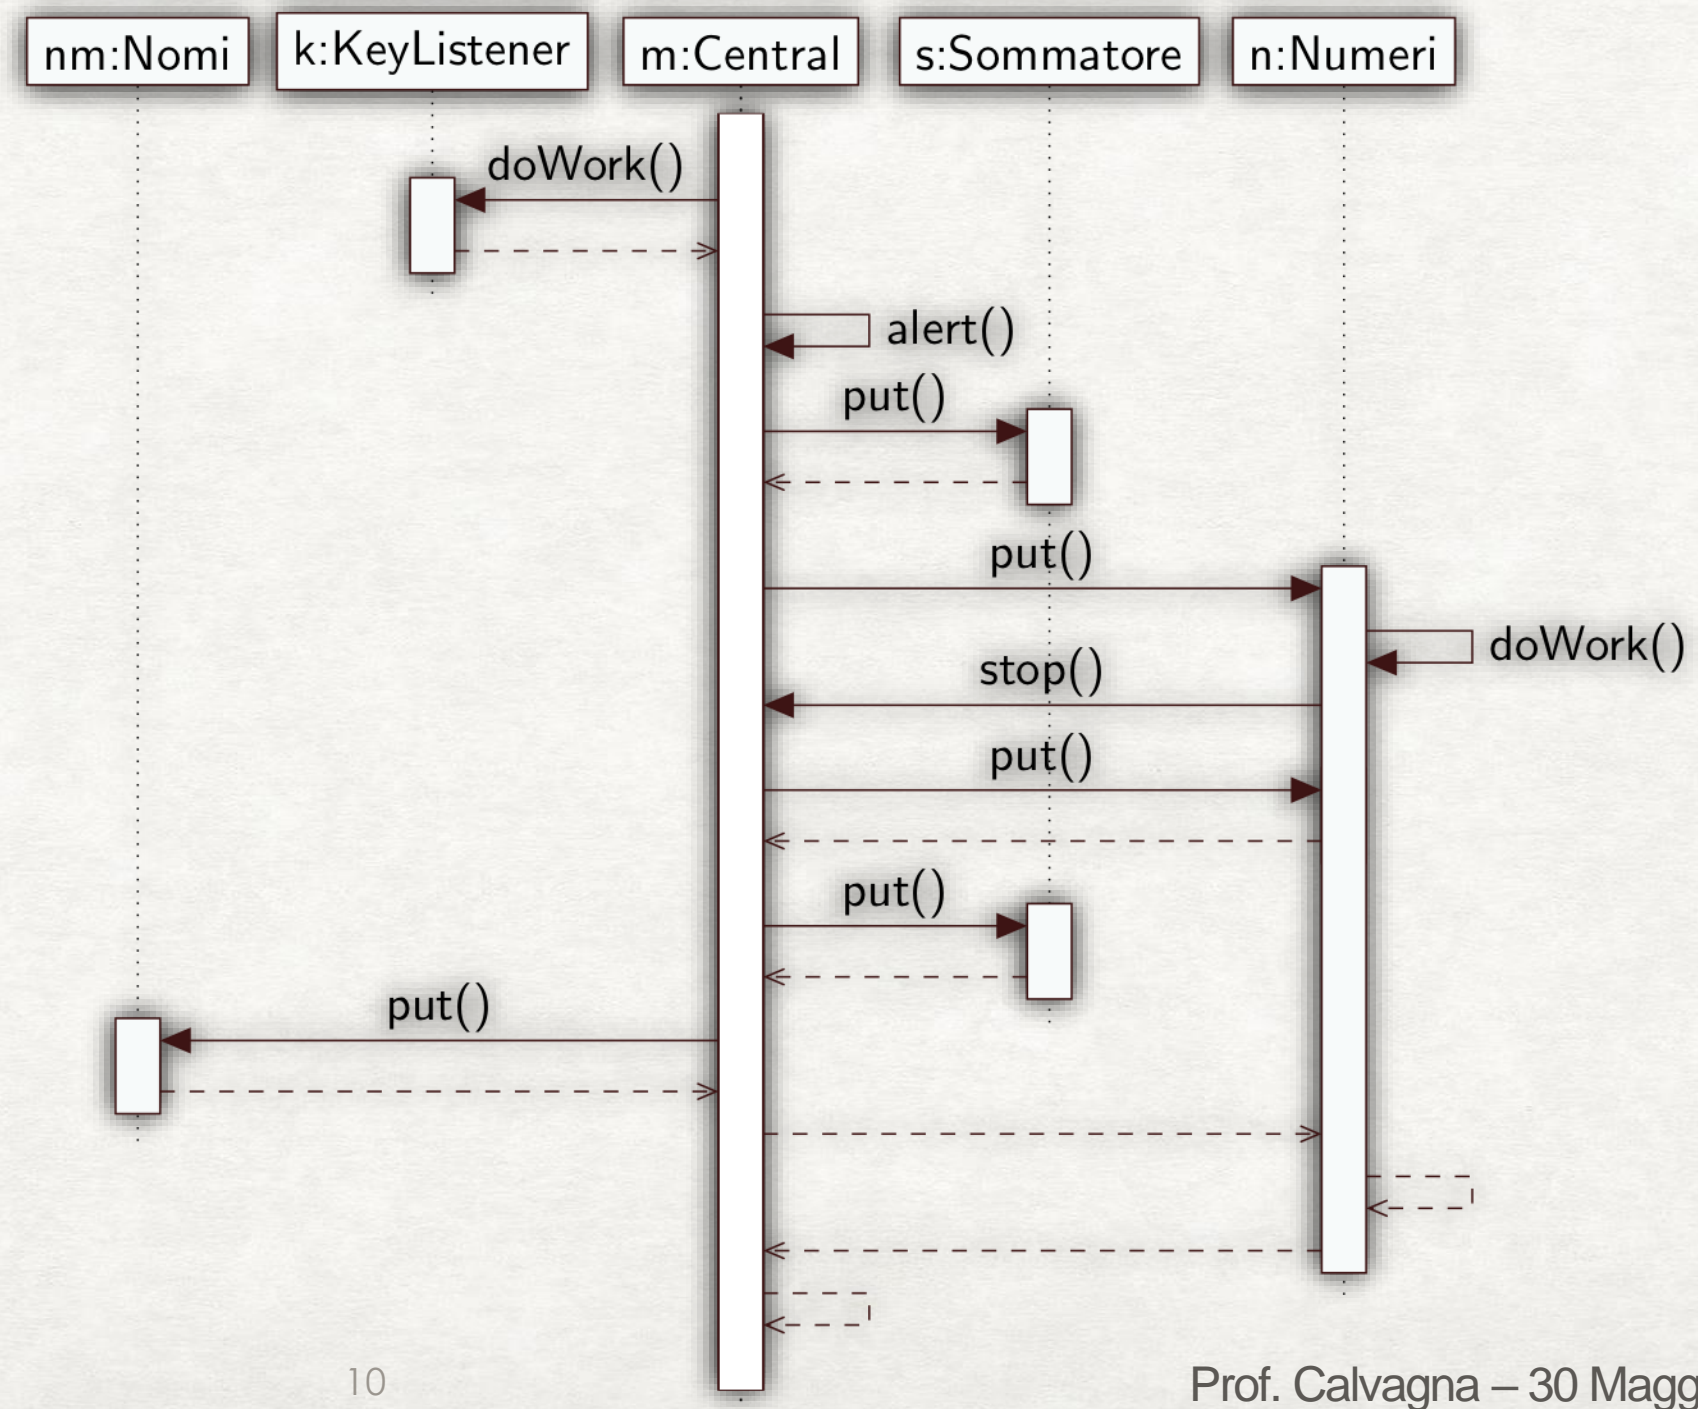 nm:Nomi
k:KeyListener
m:Central
s:Sommatore
n:Numeri
doWork()
alert()
put()
put()
doWork()
stop()
put()
put()
put()
10
Prof. Calvagna – 30 Magg